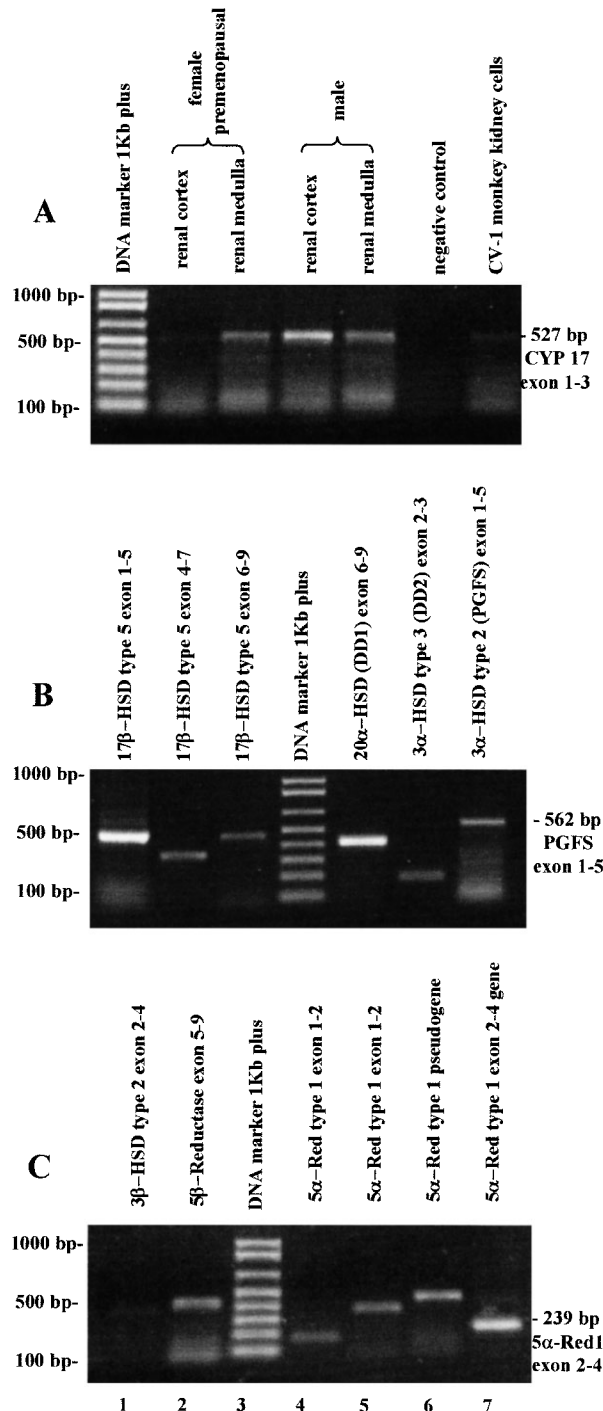 A
DNA marker 1Kb plus
female
premenopausal
renal cortex
renal medulla
male
renal cortex
renal medulla
negative control
CV-1 monkey kidney cells
1000 bp-
500 bp-
100 bp-
- 527 bp
CYP 17
exon 1-3
B
17β−HSD type 5 exon 1-5
17β−HSD type 5 exon 4-7
17β−HSD type 5 exon 6-9
DNA marker 1Kb plus
20α−HSD (DD1) exon 6-9
3α−HSD type 3 (DD2) exon 2-3
3α−HSD type 2 (PGFS) exon 1-5
1000 bp-
500 bp-
100 bp-
- 562 bp
PGFS
exon 1-5
C
3β−HSD type 2 exon 2-4
5β−Reductase exon 5-9
DNA marker 1Kb plus
5α−Red type 1 exon 1-2
5α−Red type 1 exon 1-2
5α−Red type 1 pseudogene
5α−Red type 1 exon 2-4 gene
1000 bp-
500 bp-
100 bp-
- 239 bp
5α-Red1
exon 2-4
1 2 3 4 5 6 7